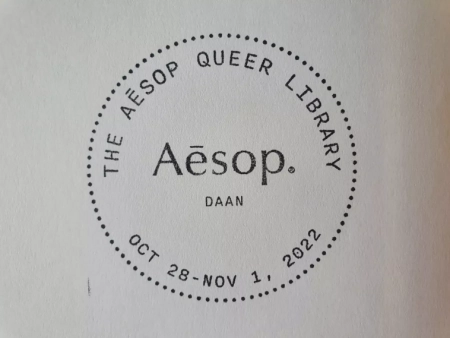 THE AĒSOP QUEER LIBRARY
Aēsop.®
DAAN
OCT 28-NOV 1, 2022